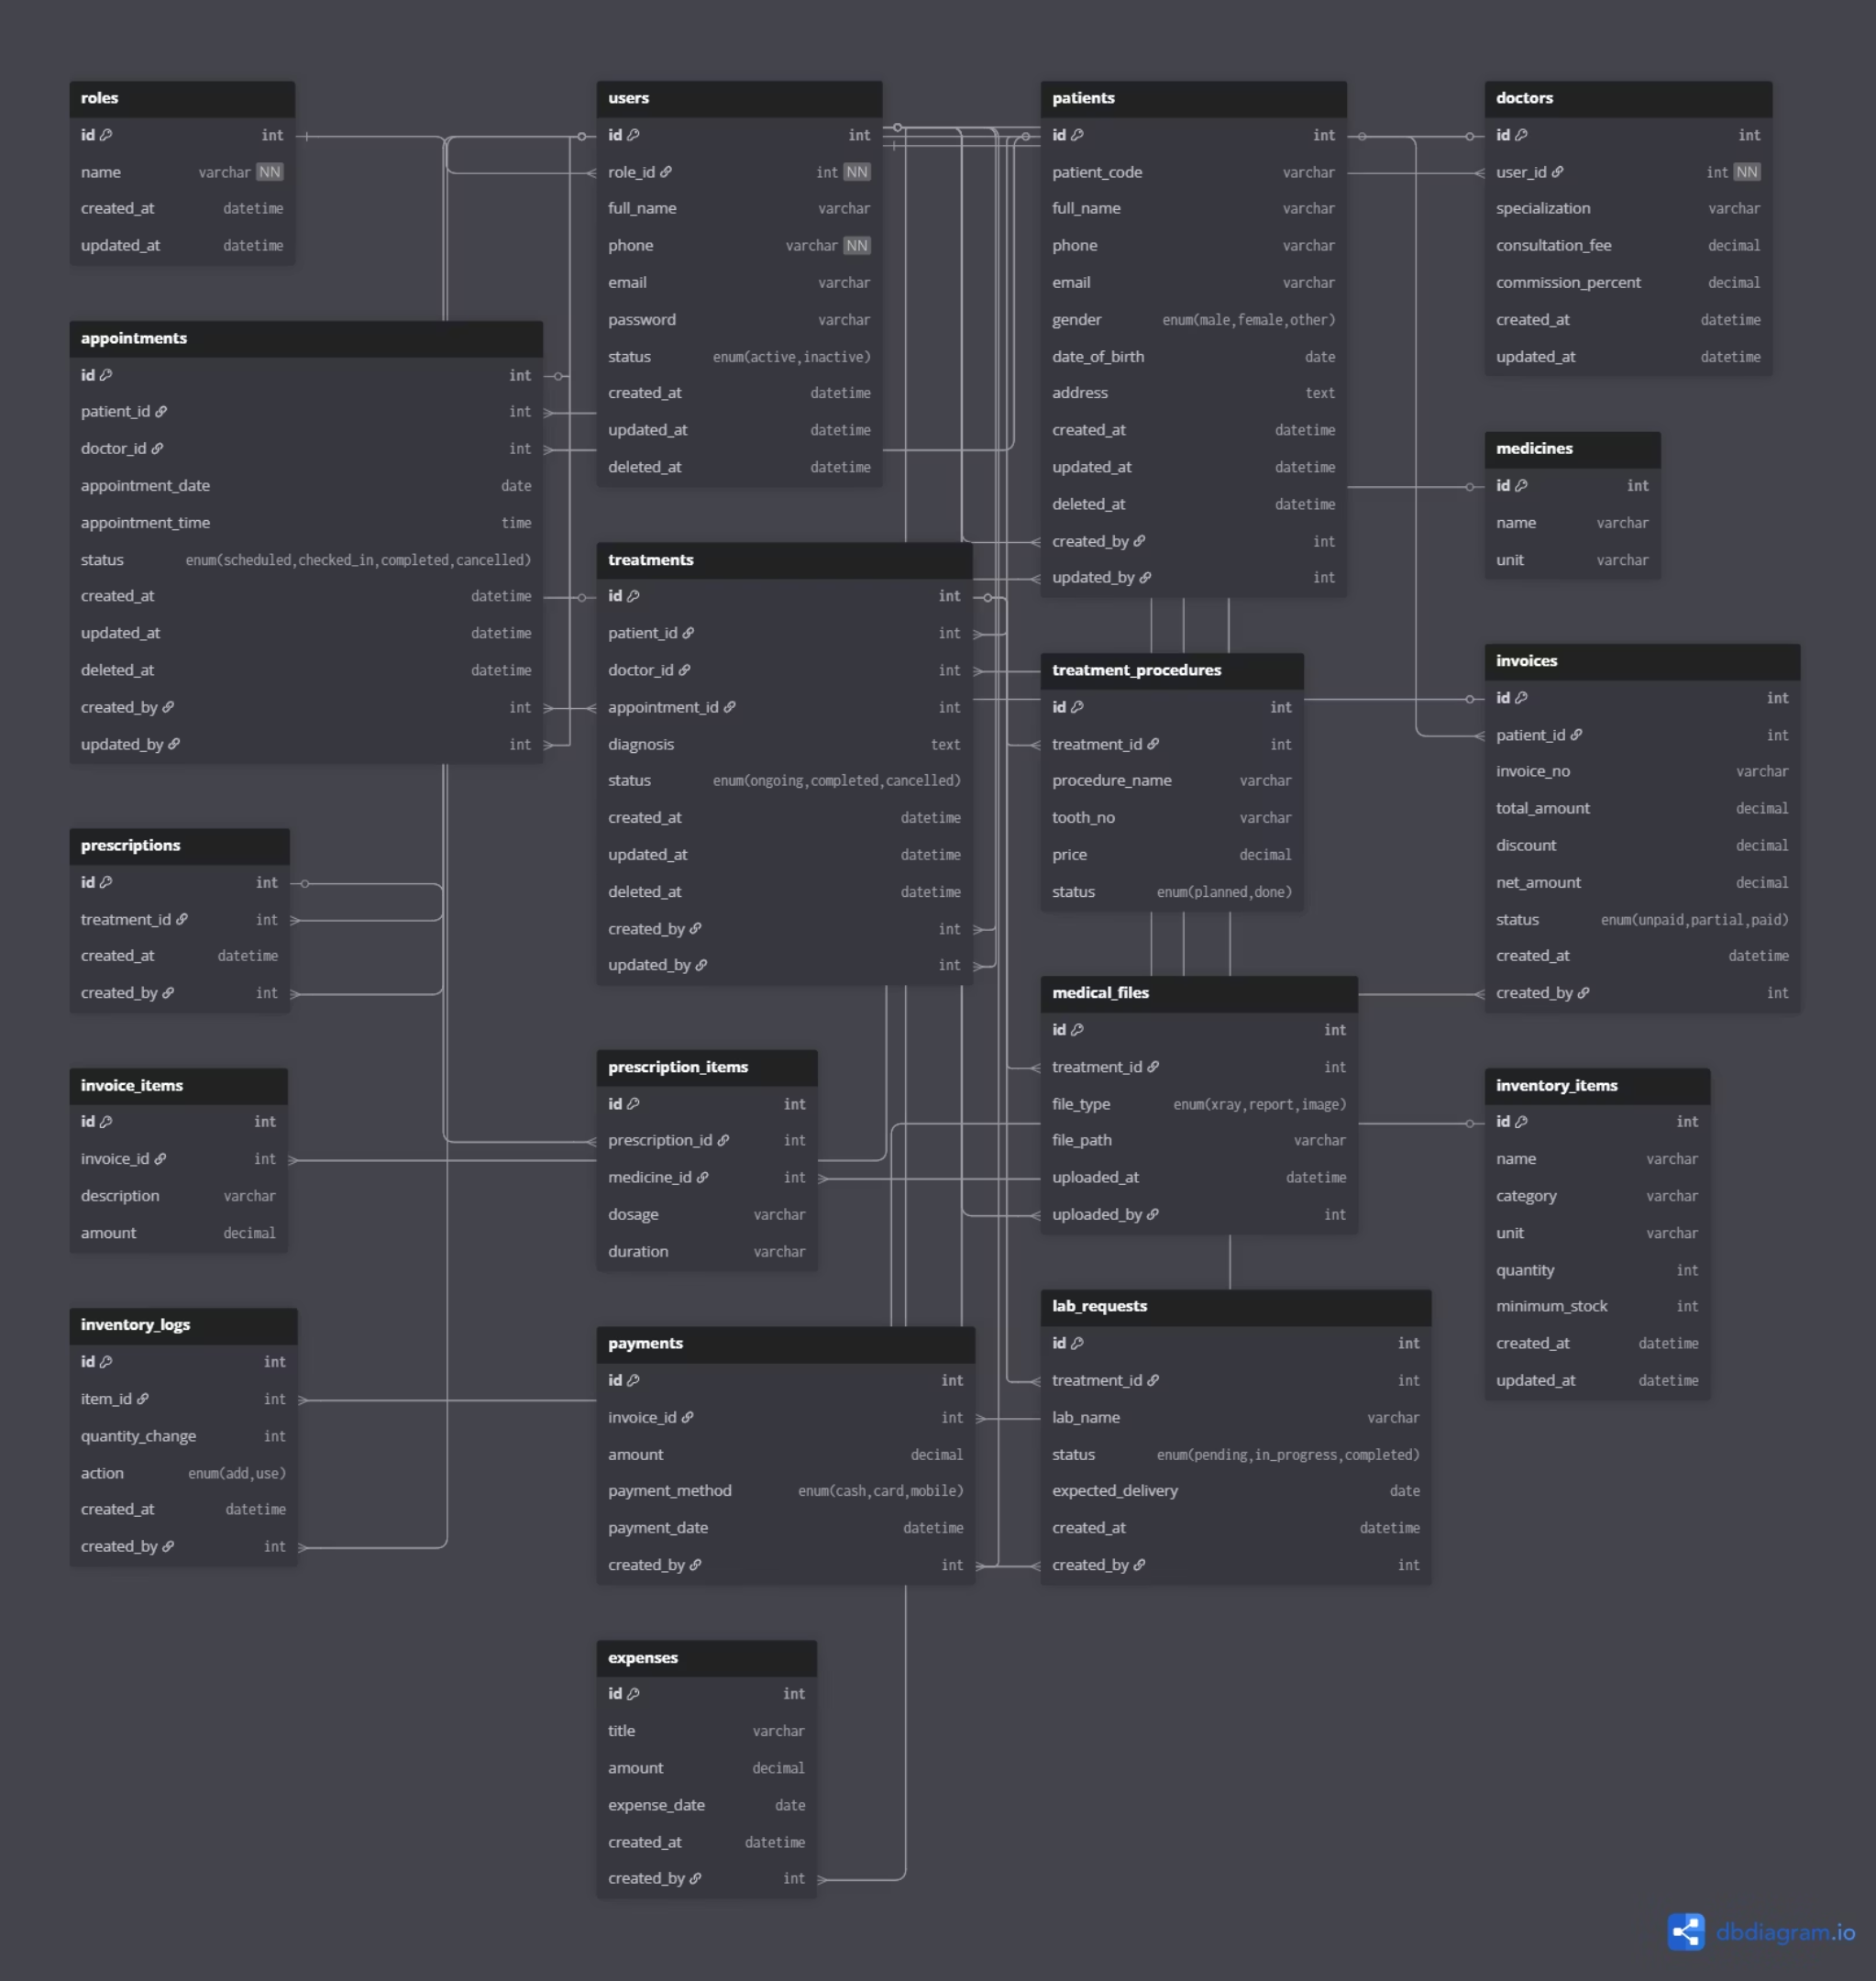 roles
id int
name varchar NN
created_at datetime
updated_at datetime
users
id int
role_id int NN
full_name varchar
phone varchar NN
email varchar
password varchar
status enum(active,inactive)
created_at datetime
updated_at datetime
deleted_at datetime
patients
id int
patient_code varchar
full_name varchar
phone varchar
email varchar
gender enum(male,female,other)
date_of_birth date
address text
created_at datetime
updated_at datetime
deleted_at datetime
created_by int
updated_by int
doctors
id int
user_id int NN
specialization varchar
consultation_fee decimal
commission_percent decimal
created_at datetime
updated_at datetime
appointments
id int
patient_id int
doctor_id int
appointment_date date
appointment_time time
status enum(scheduled,checked_in,completed,cancelled)
created_at datetime
updated_at datetime
deleted_at datetime
created_by int
updated_by int
medicines
id int
name varchar
unit varchar
treatments
id int
patient_id int
doctor_id int
appointment_id int
diagnosis text
status enum(ongoing,completed,cancelled)
created_at datetime
updated_at datetime
deleted_at datetime
created_by int
updated_by int
treatment_procedures
id int
treatment_id int
procedure_name varchar
tooth_no varchar
price decimal
status enum(planned,done)
invoices
id int
patient_id int
invoice_no varchar
total_amount decimal
discount decimal
net_amount decimal
status enum(unpaid,partial,paid)
created_at datetime
created_by int
prescriptions
id int
treatment_id int
created_at datetime
created_by int
medical_files
id int
treatment_id int
file_type enum(xray,report,image)
file_path varchar
uploaded_at datetime
uploaded_by int
invoice_items
id int
invoice_id int
description varchar
amount decimal
prescription_items
id int
prescription_id int
medicine_id int
dosage varchar
duration varchar
inventory_items
id int
name varchar
category varchar
unit varchar
quantity int
minimum_stock int
created_at datetime
updated_at datetime
inventory_logs
id int
item_id int
quantity_change int
action enum(add,use)
created_at datetime
created_by int
payments
id int
invoice_id int
amount decimal
payment_method enum(cash,card,mobile)
payment_date datetime
created_by int
lab_requests
id int
treatment_id int
lab_name varchar
status enum(pending,in_progress,completed)
expected_delivery date
created_at datetime
created_by int
expenses
id int
title varchar
amount decimal
expense_date date
created_at datetime
created_by int
dbdiagram.io